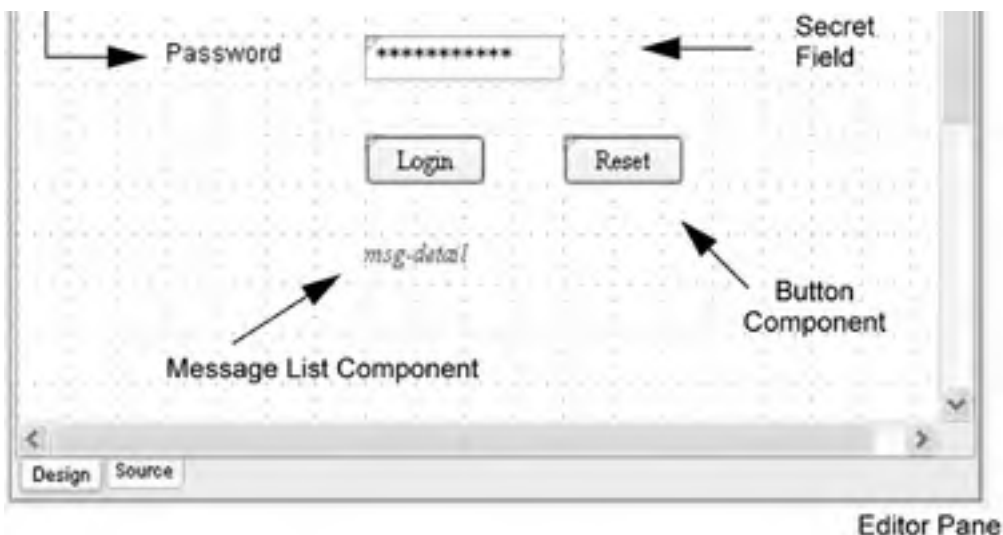 Secret
Field
Password
***********
Login
Reset
msg-detail
Button
Component
Message List Component
Design
Source
Editor Pane